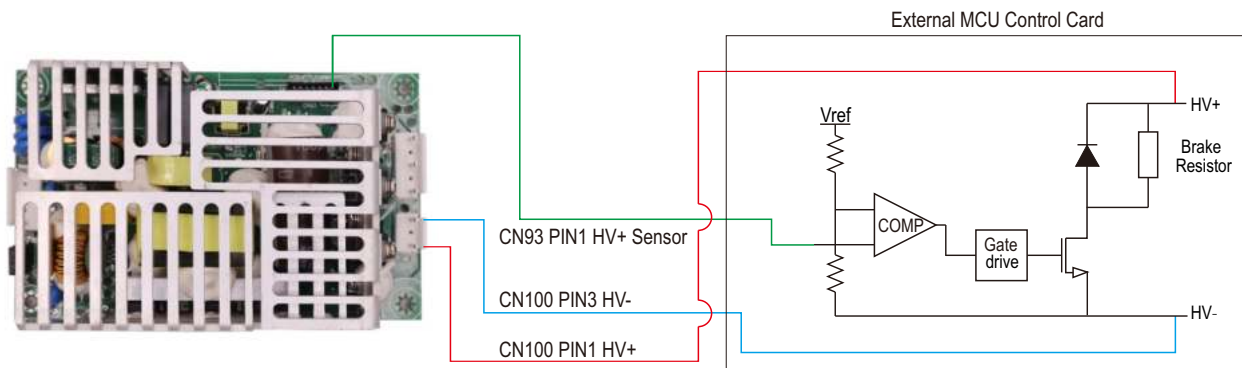 External MCU Control Card
HV+
Vref
Brake
Resistor
COMP
CN93 PIN1 HV+ Sensor
Gate
drive
CN100 PIN3 HV-
HV-
CN100 PIN1 HV+